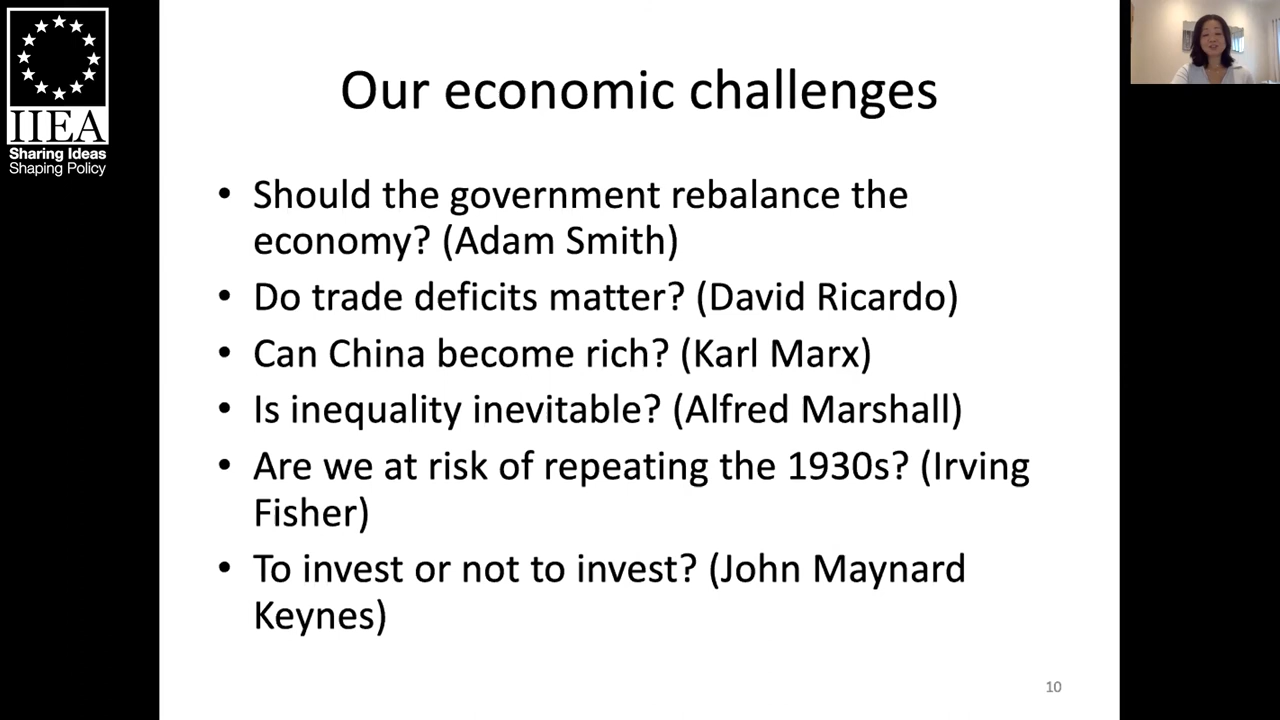 IIEA
Sharing Ideas
Shaping Policy
Our economic challenges
• Should the government rebalance the
economy? (Adam Smith)
• Do trade deficits matter? (David Ricardo)
• Can China become rich? (Karl Marx)
• Is inequality inevitable? (Alfred Marshall)
• Are we at risk of repeating the 1930s? (Irving
Fisher)
• To invest or not to invest? (John Maynard
Keynes)
10